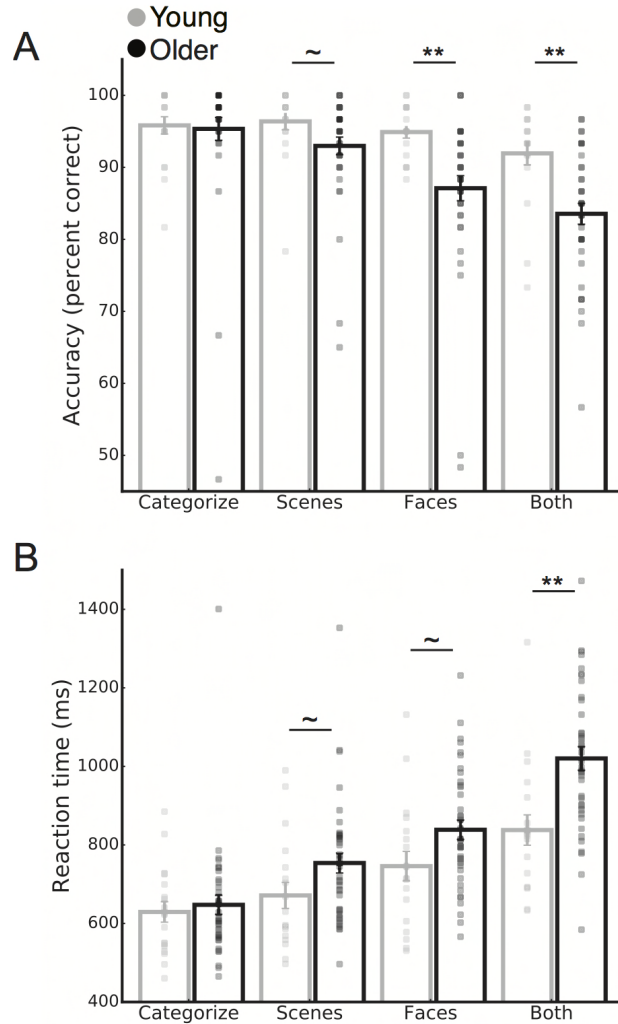 A
Young
Older
~
**
**
100
90
80
70
60
50
Accuracy (percent correct)
Categorize
Scenes
Faces
Both
B
~
~
**
1400
1200
1000
800
600
400
Reaction time (ms)
Categorize
Scenes
Faces
Both